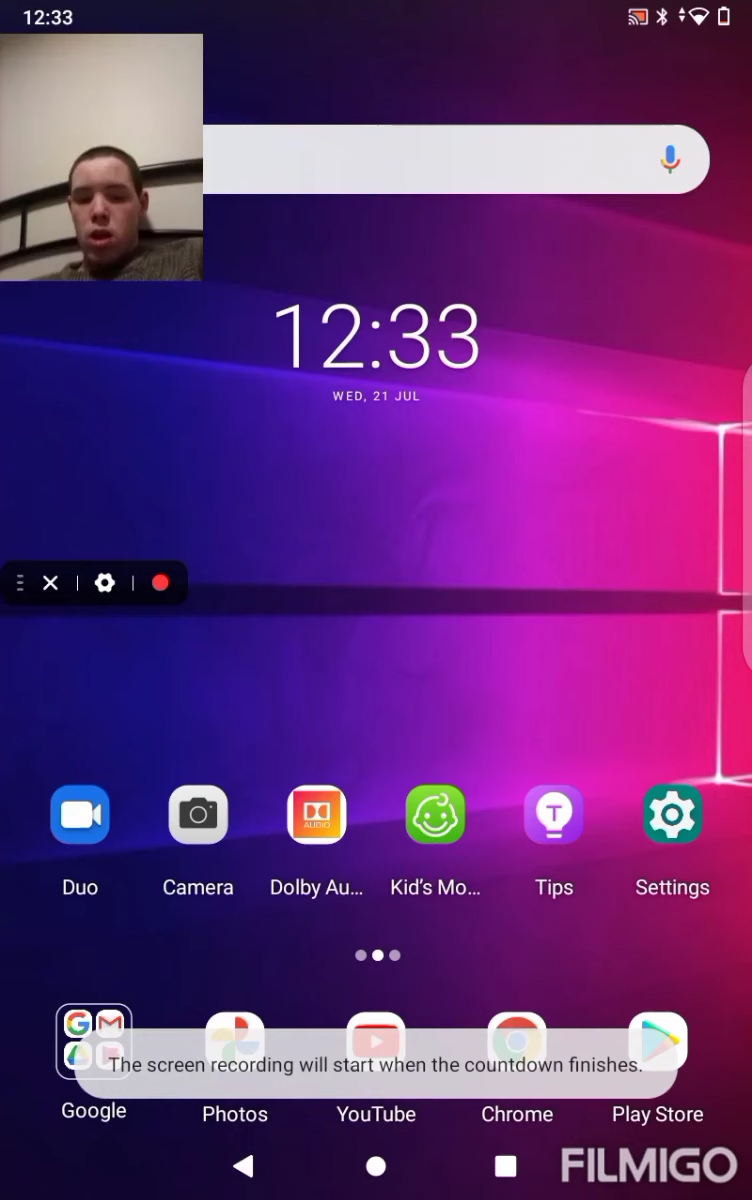 12:33
12:33
WED, 21 JUL
AUDIO
T
Duo
Camera
Dolby Au...
Kid's Mo...
Tips
Settings
The screen recording will start when the countdown finishes.
Google
Photos
YouTube
Chrome
Play Store
FILMIGO